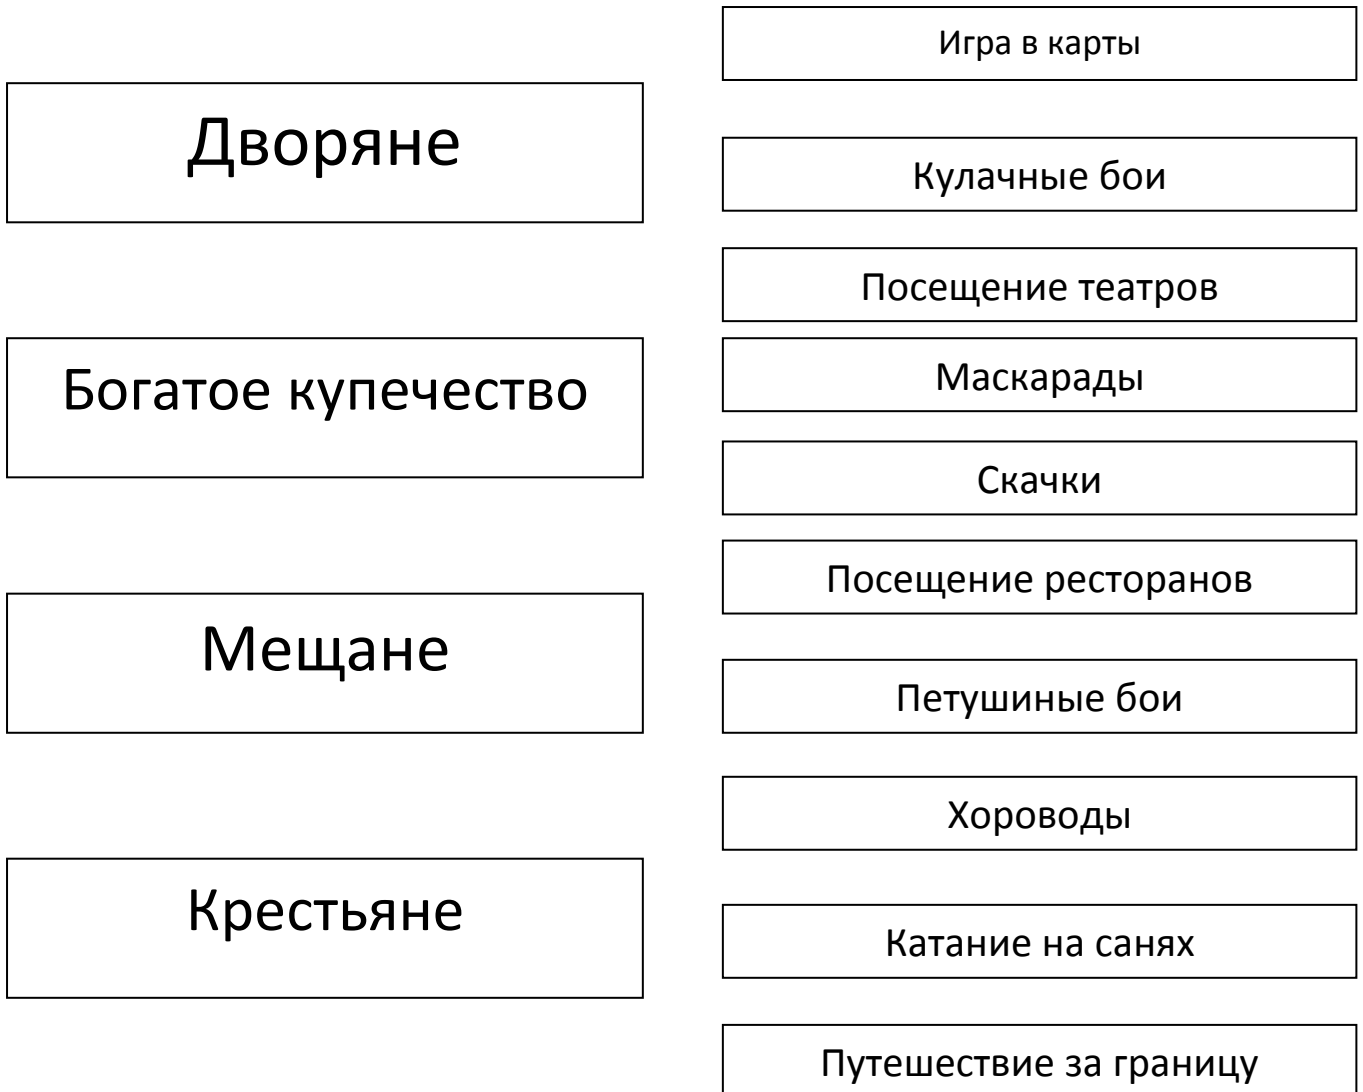 Дворяне
Богатое купечество
Мещане
Крестьяне
Игра в карты
Кулачные бои
Посещение театров
Маскарады
Скачки
Посещение ресторанов
Петушиные бои
Хороводы
Катание на санях
Путешествие за границу